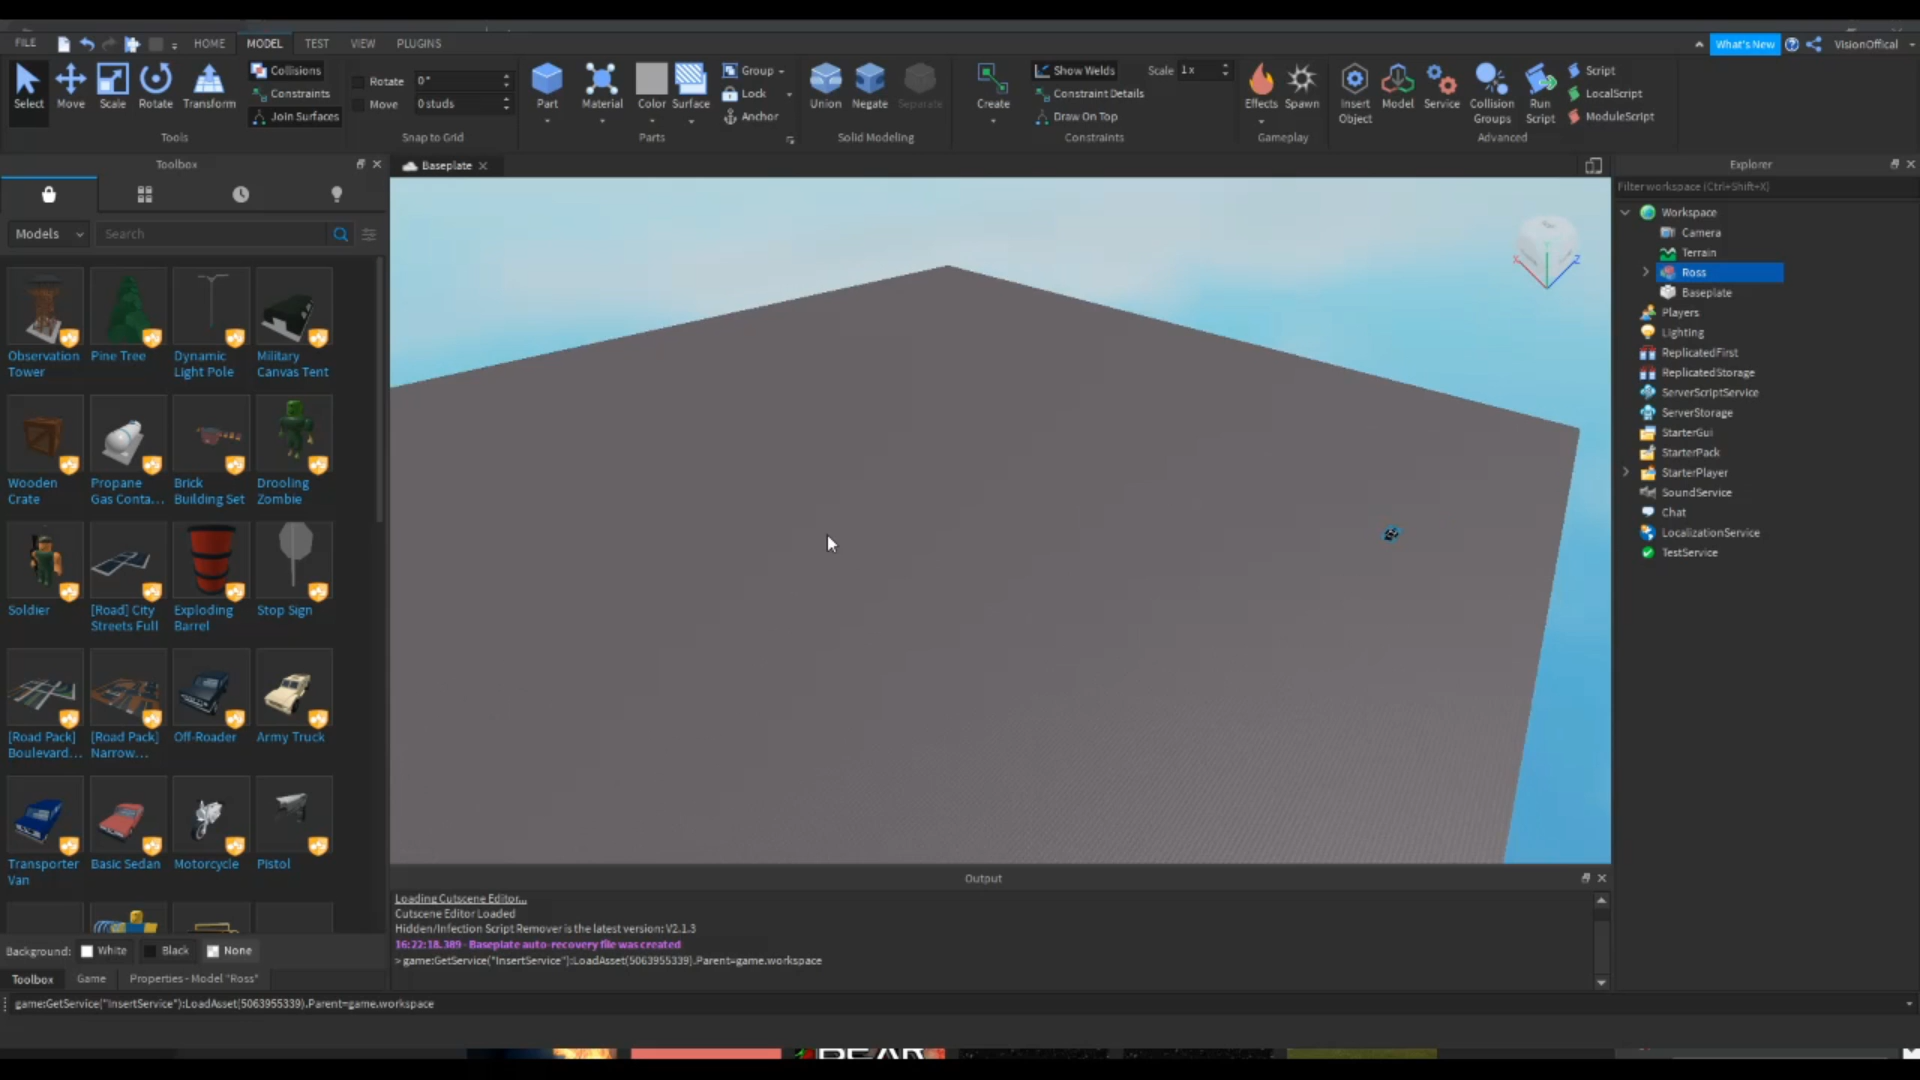 FILE HOME MODEL TEST VIEW PLUGINS What's New VisionOffical
Select Move Scale Rotate Transform
Collisions
Constraints
Join Surfaces
Tools
Rotate 0°
Move 0 studs
Snap to Grid
Part Material Color Surface
Group
Lock
Anchor
Parts
Union Negate Separate
Solid Modeling
Create
Show Welds Scale 1x
Constraint Details
Draw On Top
Constraints
Effects Spawn
Gameplay
Insert Object Model Service Collision Groups Run Script
Script
LocalScript
ModuleScript
Advanced
Toolbox
Models Search
Observation Tower
Pine Tree
Dynamic Light Pole
Military Canvas Tent
Wooden Crate
Propane Gas Conta...
Brick Building Set
Drooling Zombie
Soldier
[Road] City Streets Full
Exploding Barrel
Stop Sign
[Road Pack] Boulevard...
[Road Pack] Narrow...
Off-Roader
Army Truck
Transporter Van
Basic Sedan
Motorcycle
Pistol
Background: White Black None
Toolbox Game Properties - Model "Ross"
Baseplate
Explorer
Filter workspace (Ctrl+Shift+X)
Workspace
Camera
Terrain
Ross
Baseplate
Players
Lighting
ReplicatedFirst
ReplicatedStorage
ServerScriptService
ServerStorage
StarterGui
StarterPack
StarterPlayer
SoundService
Chat
LocalizationService
TestService
Output
Loading Cutscene Editor...
Cutscene Editor Loaded
Hidden/Infection Script Remover is the latest version: V2.1.3
16:22:18.389 - Baseplate auto-recovery file was created
> game:GetService("InsertService"):LoadAsset(5063955339).Parent=game.workspace
game:GetService("InsertService"):LoadAsset(5063955339).Parent=game.workspace